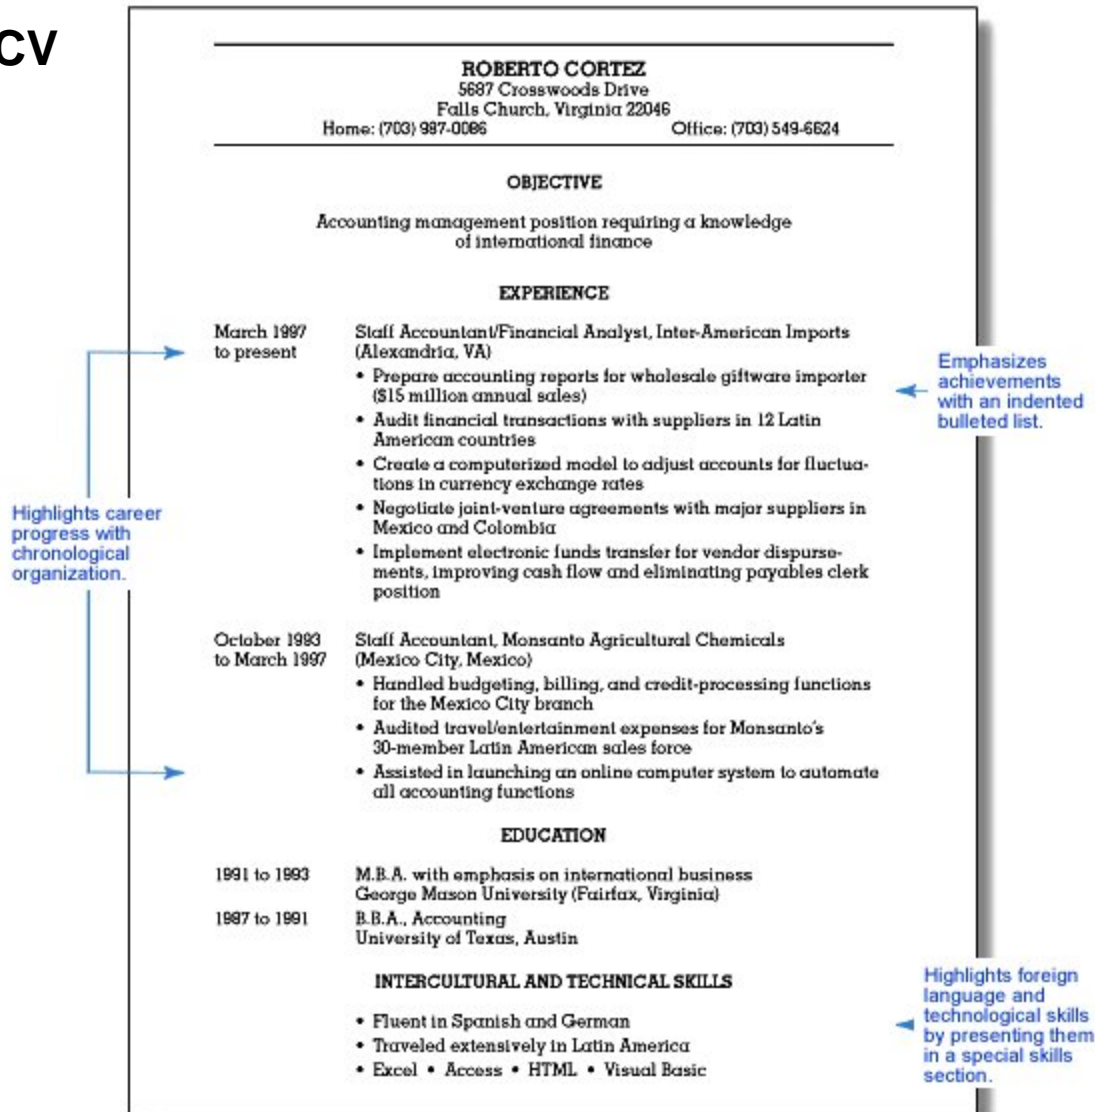 CV
ROBERTO CORTEZ
5687 Crosswoods Drive
Falls Church, Virginia 22046
Home: (703) 987-0086 Office: (703) 549-6624
OBJECTIVE
Accounting management position requiring a knowledge
of international finance
EXPERIENCE
March 1997
to present
Staff Accountant/Financial Analyst, Inter-American Imports
(Alexandria, VA)
• Prepare accounting reports for wholesale giftware importer
($15 million annual sales)
• Audit financial transactions with suppliers in 12 Latin
American countries
• Create a computerized model to adjust accounts for fluctua-
tions in currency exchange rates
• Negotiate joint-venture agreements with major suppliers in
Mexico and Colombia
• Implement electronic funds transfer for vendor dispurse-
ments, improving cash flow and eliminating payables clerk
position
Emphasizes
achievements
with an indented
bulleted list.
Highlights career
progress with
chronological
organization.
October 1993
to March 1997
Staff Accountant, Monsanto Agricultural Chemicals
(Mexico City, Mexico)
• Handled budgeting, billing, and credit-processing functions
for the Mexico City branch
• Audited travel/entertainment expenses for Monsanto's
30-member Latin American sales force
• Assisted in launching an online computer system to automate
all accounting functions
EDUCATION
1991 to 1993 M.B.A. with emphasis on international business
George Mason University (Fairfax, Virginia)
1987 to 1991 B.B.A., Accounting
University of Texas, Austin
INTERCULTURAL AND TECHNICAL SKILLS
• Fluent in Spanish and German
• Traveled extensively in Latin America
• Excel • Access • HTML • Visual Basic
Highlights foreign
language and
technological skills
by presenting them
in a special skills
section.